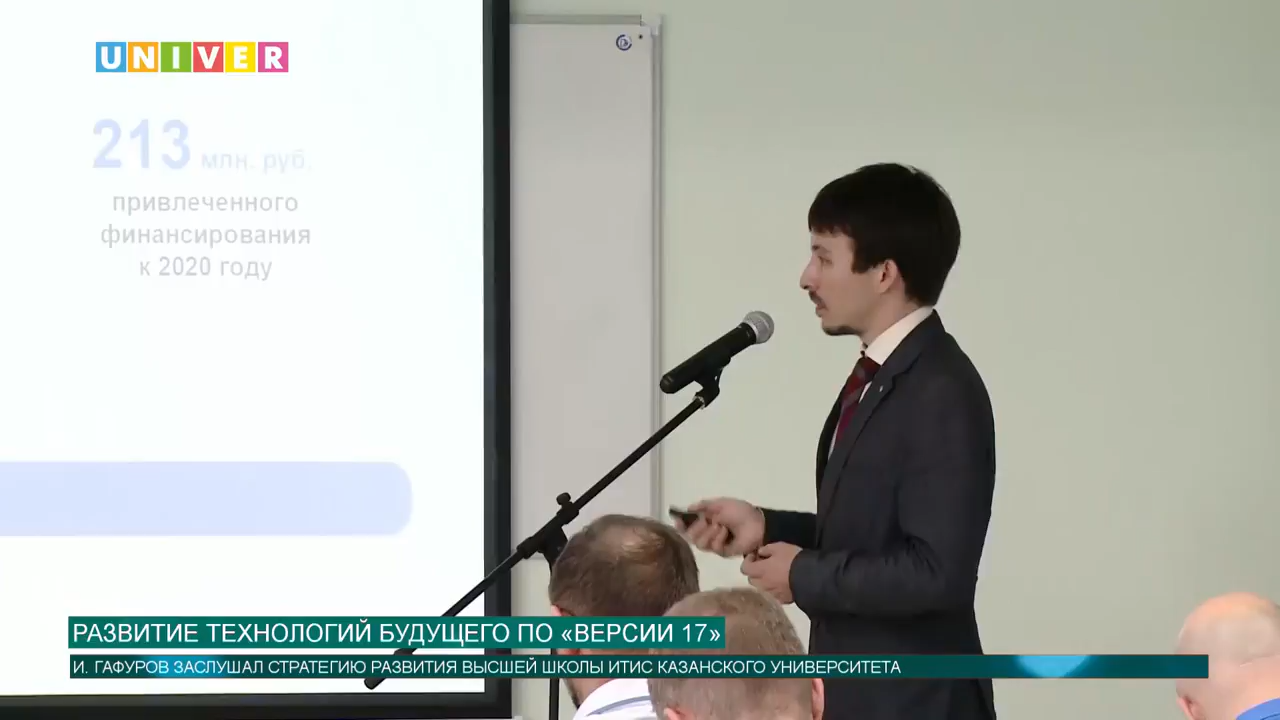 UNIVER
213 млн. руб.
привлеченного
финансирования
к 2020 году
РАЗВИТИЕ ТЕХНОЛОГИЙ БУДУЩЕГО ПО «ВЕРСИИ 17»
И. ГАФУРОВ ЗАСЛУШАЛ СТРАТЕГИЮ РАЗВИТИЯ ВЫСШЕЙ ШКОЛЫ ИТИС КАЗАНСКОГО УНИВЕРСИТЕТА